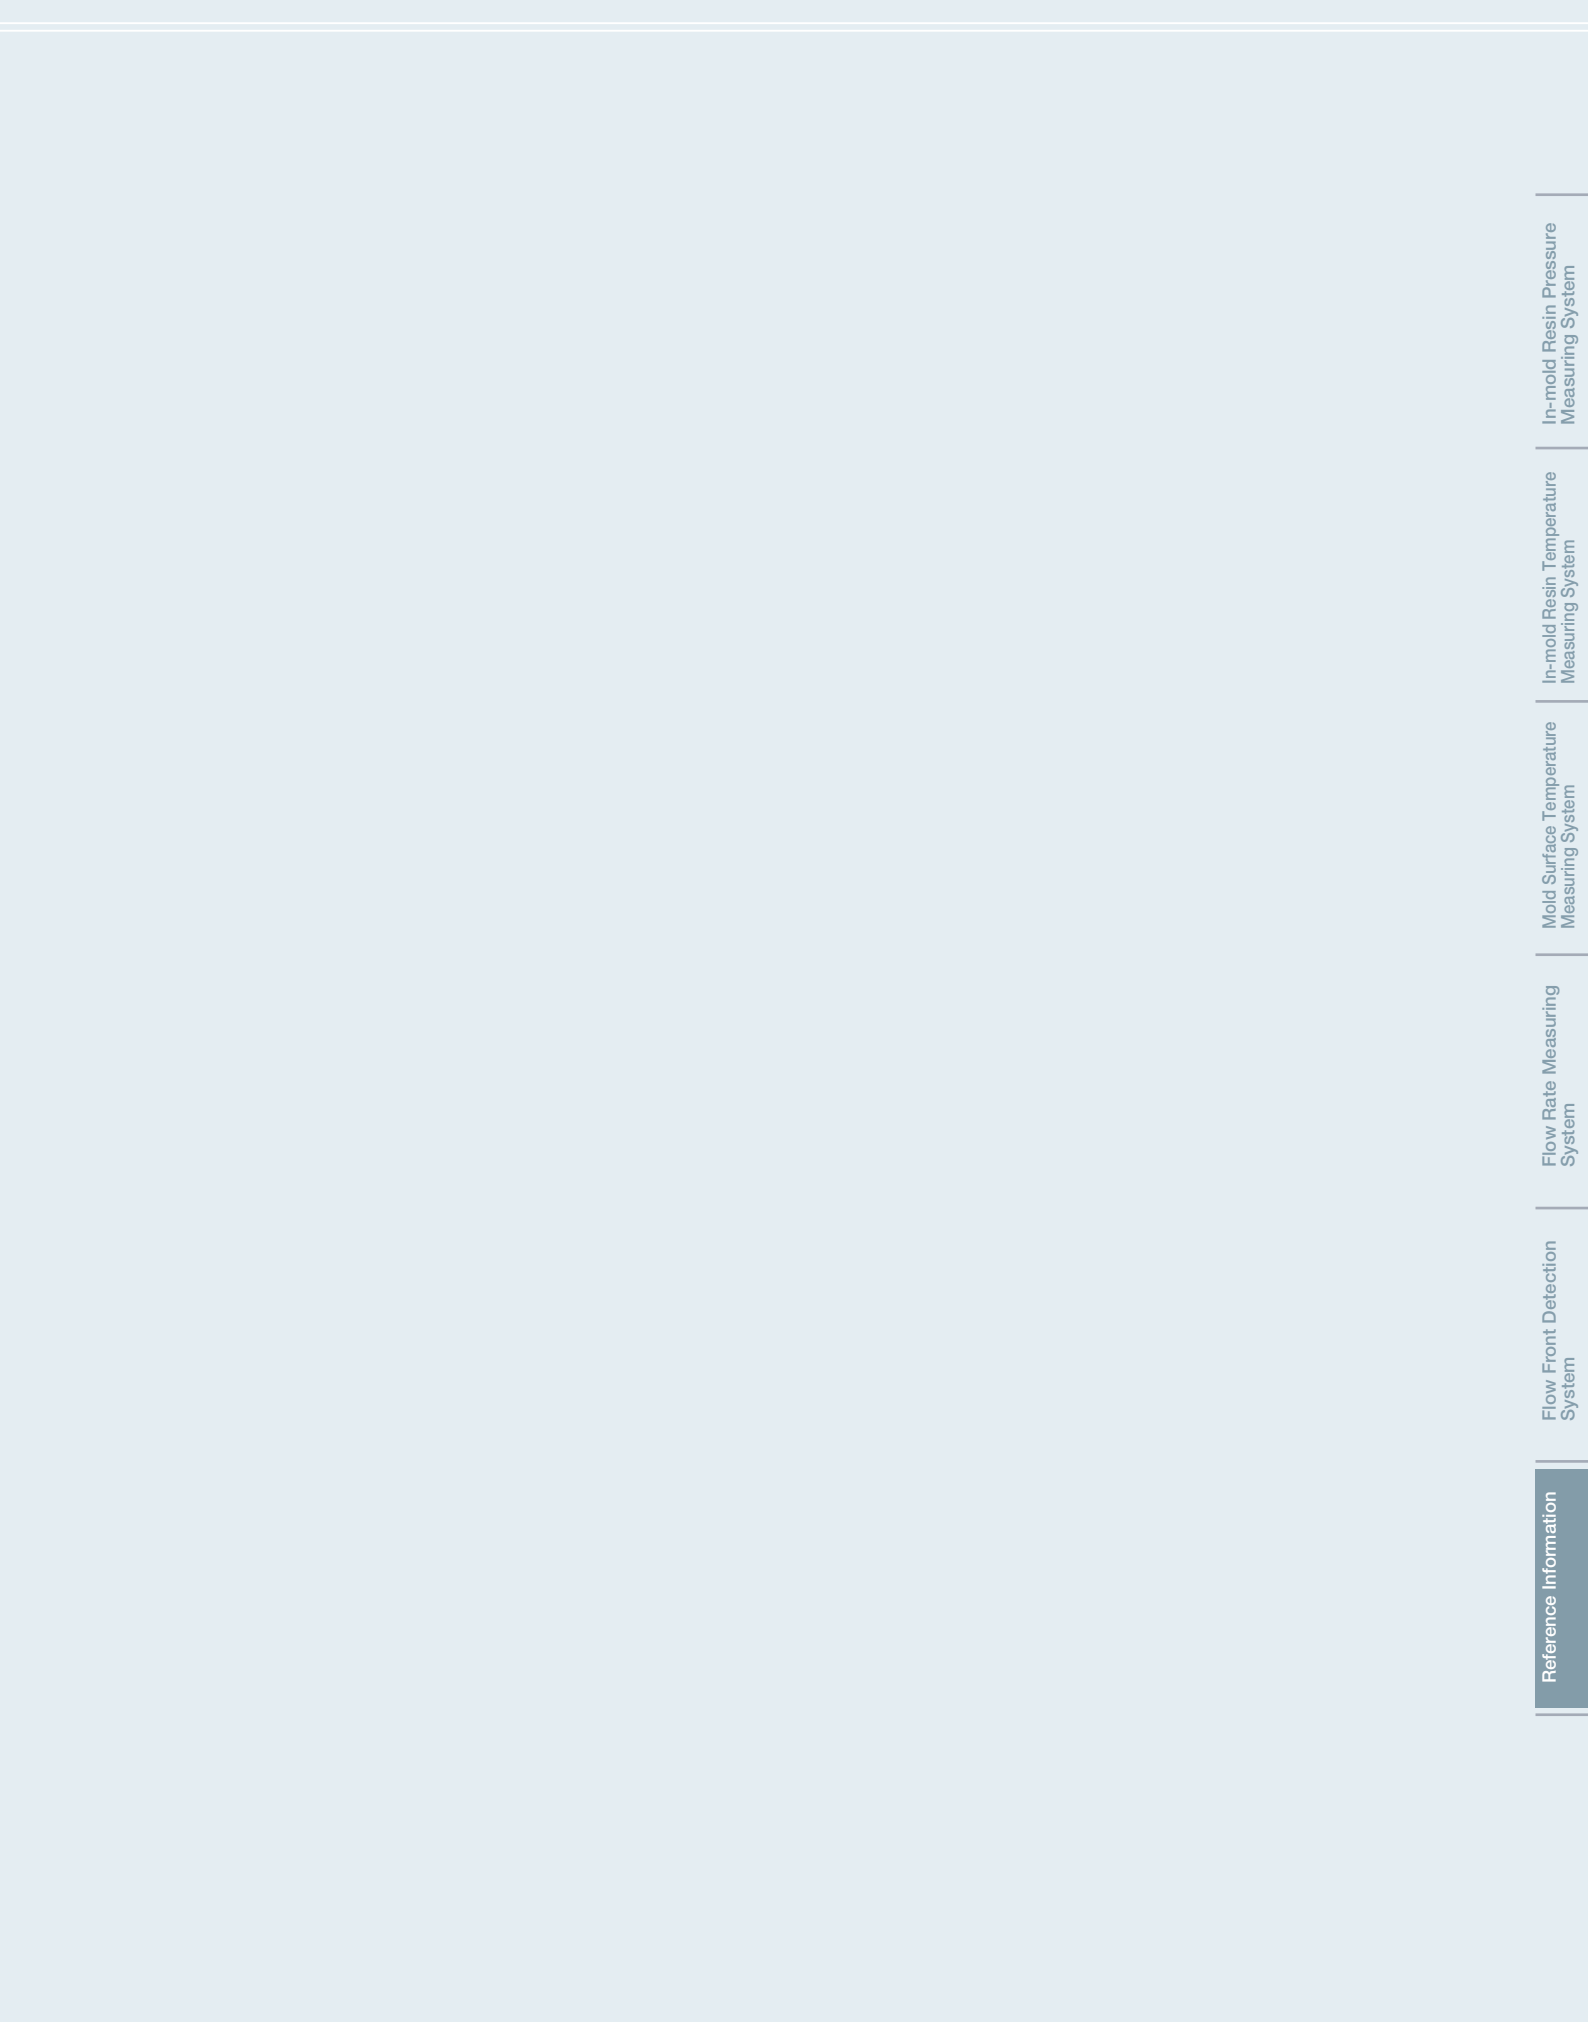 In-mold Resin Pressure
Measuring System
In-mold Resin Temperature
Measuring System
Mold Surface Temperature
Measuring System
Flow Rate Measuring
System
Flow Front Detection
System
Reference Information